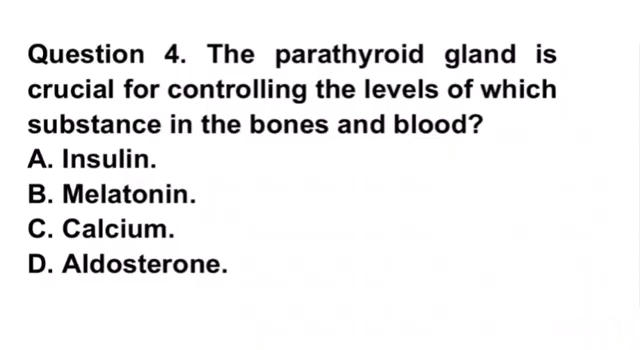 Question 4. The parathyroid gland is
crucial for controlling the levels of which
substance in the bones and blood?
A. Insulin.
B. Melatonin.
C. Calcium.
D. Aldosterone.